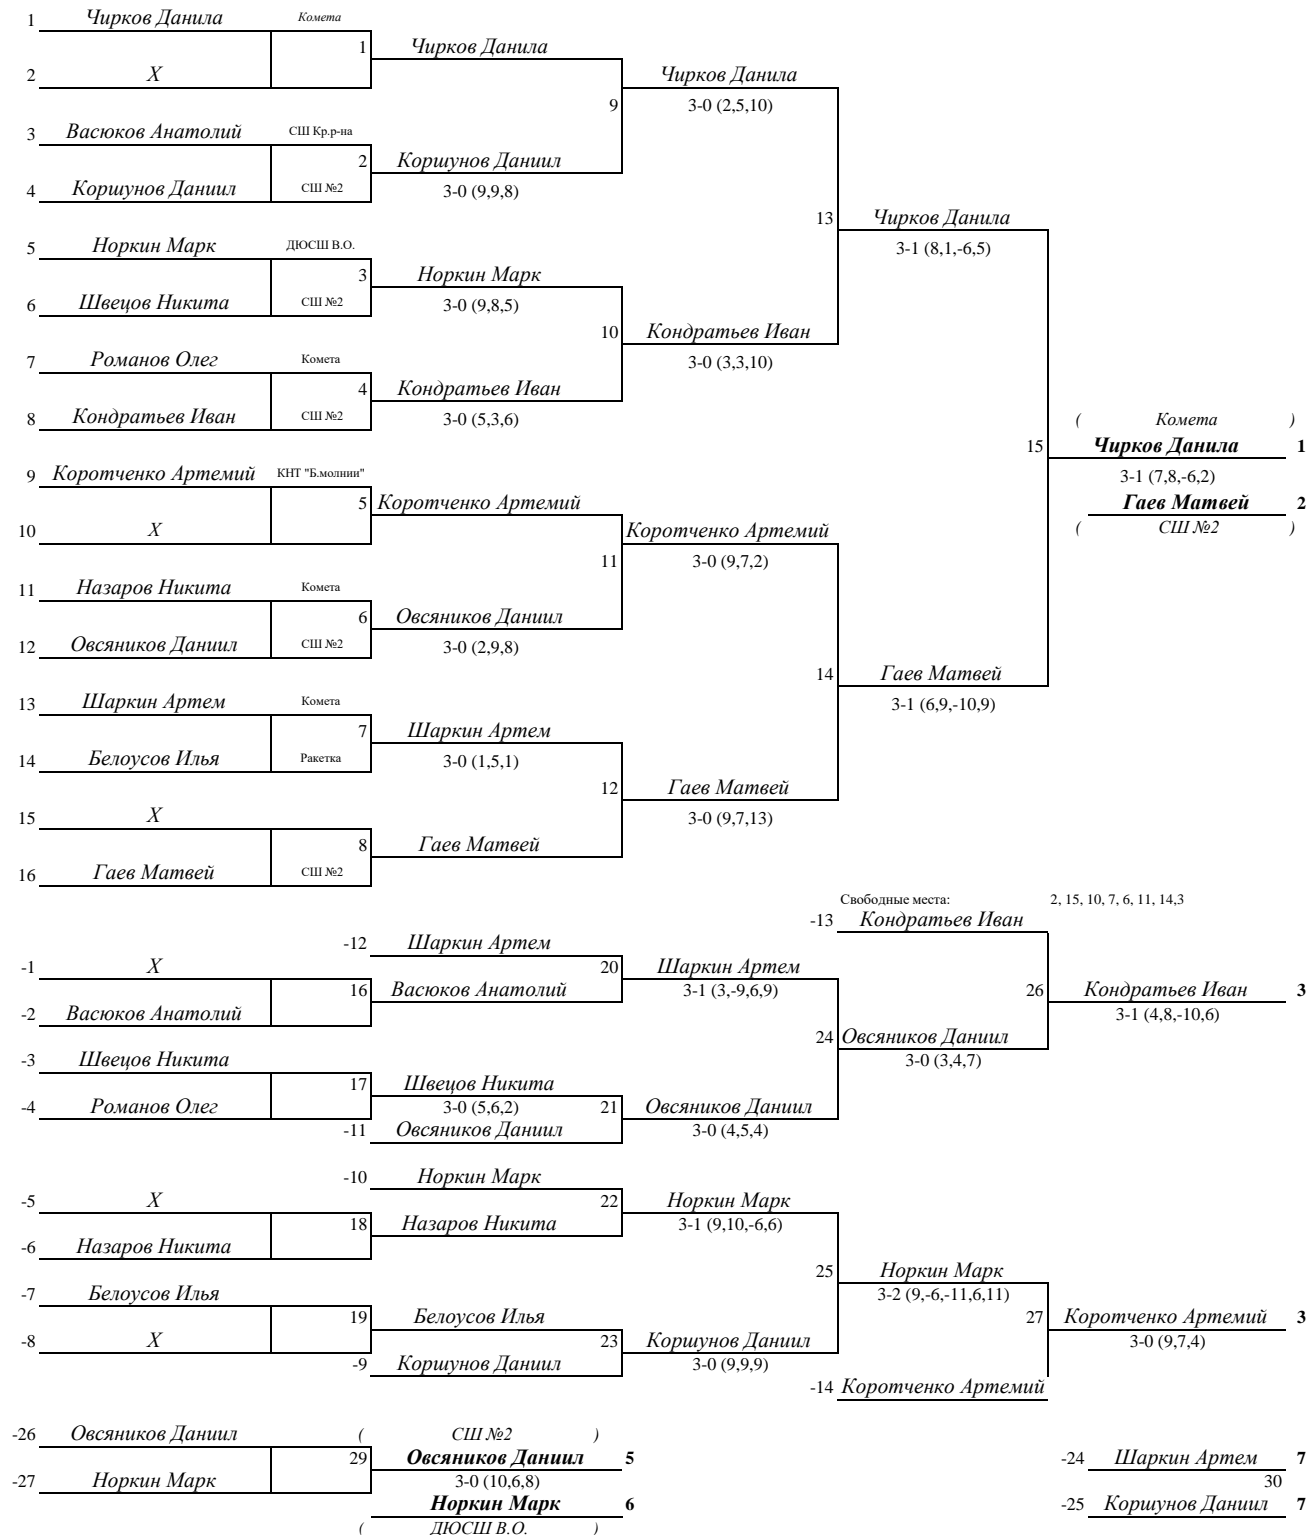 1 Чирков Данила Комета
1 Чирков Данила
2 X Чирков Данила
9 3-0 (2,5,10)
3 Васюков Анатолий СШ Кр.р-на
2 Коршунов Даниил
4 Коршунов Даниил СШ №2 3-0 (9,9,8)
13 Чирков Данила
5 Норкин Марк ДЮСШ В.О. 3-1 (8,1,-6,5)
3 Норкин Марк
6 Швецов Никита СШ №2 3-0 (9,8,5)
10 Кондратьев Иван
7 Романов Олег Комета 3-0 (3,3,10)
4 Кондратьев Иван
8 Кондратьев Иван СШ №2 3-0 (5,3,6)
( Комета )
15 Чирков Данила 1
9 Коротченко Артемий КНТ "Б.молнии" 3-1 (7,8,-6,2)
5 Коротченко Артемий Гаев Матвей 2
10 X Коротченко Артемий ( СШ №2 )
11 3-0 (9,7,2)
11 Назаров Никита Комета
6 Овсяников Даниил
12 Овсяников Даниил СШ №2 3-0 (2,9,8)
14 Гаев Матвей
13 Шаркин Артем Комета 3-1 (6,9,-10,9)
7 Шаркин Артем
14 Белоусов Илья Ракетка 3-0 (1,5,1)
12 Гаев Матвей
15 X 3-0 (9,7,13)
8 Гаев Матвей
16 Гаев Матвей СШ №2
Свободные места: 2, 15, 10, 7, 6, 11, 14,3
-13 Кондратьев Иван
-12 Шаркин Артем
-1 X 20 Шаркин Артем
16 Васюков Анатолий 3-1 (3,-9,6,9) 26 Кондратьев Иван 3
-2 Васюков Анатолий 3-1 (4,8,-10,6)
24 Овсяников Даниил
-3 Швецов Никита 3-0 (3,4,7)
17 Швецов Никита
-4 Романов Олег 3-0 (5,6,2) 21 Овсяников Даниил
-11 Овсяников Даниил 3-0 (4,5,4)
-10 Норкин Марк
-5 X 22 Норкин Марк
18 Назаров Никита 3-1 (9,10,-6,6)
-6 Назаров Никита
25 Норкин Марк
-7 Белоусов Илья 3-2 (9,-6,-11,6,11)
19 Белоусов Илья 27 Коротченко Артемий 3
-8 X 23 Коршунов Даниил 3-0 (9,7,4)
-9 Коршунов Даниил 3-0 (9,9,9)
-14 Коротченко Артемий
-26 Овсяников Даниил ( СШ №2 )
29 Овсяников Даниил 5 -24 Шаркин Артем 7
-27 Норкин Марк 3-0 (10,6,8) 30
Норкин Марк 6 -25 Коршунов Даниил 7
( ДЮСШ В.О. )